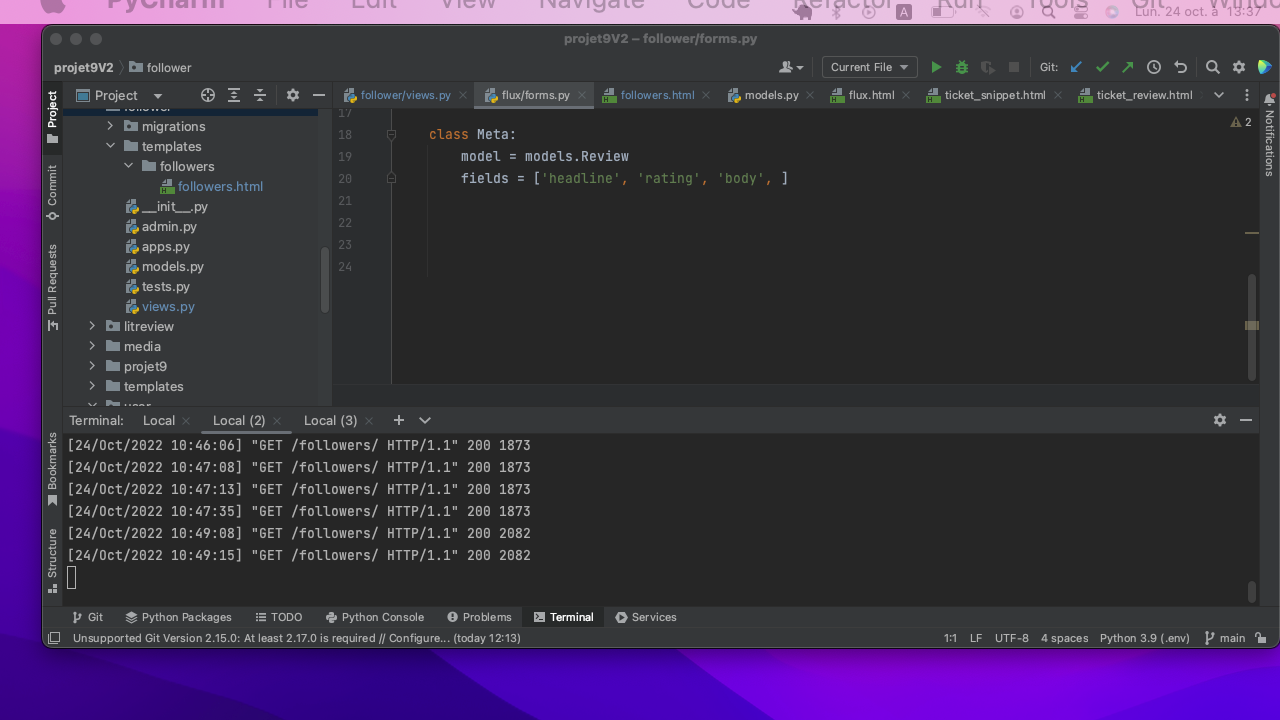 PyCharm File Edit View Navigate Code Refactor Run Tools Git Window
A Lun. 24 oct. à 13:37
projet9V2 – follower/forms.py
projet9V2 follower Current File Git:
Project follower/views.py flux/forms.py followers.html models.py flux.html ticket_snippet.html ticket_review.html
follower
migrations
templates
followers
followers.html
__init__.py
admin.py
apps.py
models.py
tests.py
views.py
litreview
media
projet9
templates
user
17
18 class Meta:
19 model = models.Review
20 fields = ['headline', 'rating', 'body', ]
21
22
23
24
2
Project
Commit
Pull Requests
Bookmarks
Structure
Notifications
Terminal: Local Local (2) Local (3)
[24/Oct/2022 10:46:06] "GET /followers/ HTTP/1.1" 200 1873
[24/Oct/2022 10:47:08] "GET /followers/ HTTP/1.1" 200 1873
[24/Oct/2022 10:47:13] "GET /followers/ HTTP/1.1" 200 1873
[24/Oct/2022 10:47:35] "GET /followers/ HTTP/1.1" 200 1873
[24/Oct/2022 10:49:08] "GET /followers/ HTTP/1.1" 200 2082
[24/Oct/2022 10:49:15] "GET /followers/ HTTP/1.1" 200 2082
Git Python Packages TODO Python Console Problems Terminal Services
Unsupported Git Version 2.15.0: At least 2.17.0 is required // Configure... (today 12:13) 1:1 LF UTF-8 4 spaces Python 3.9 (.env) main